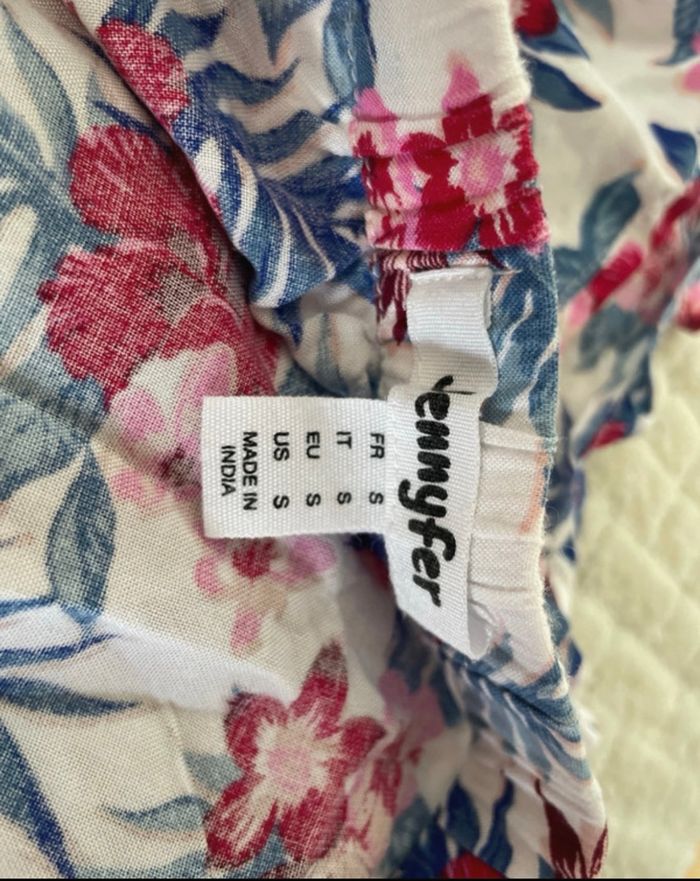 Jennyfer
FR S
IT S
EU S
US S
MADE IN
INDIA